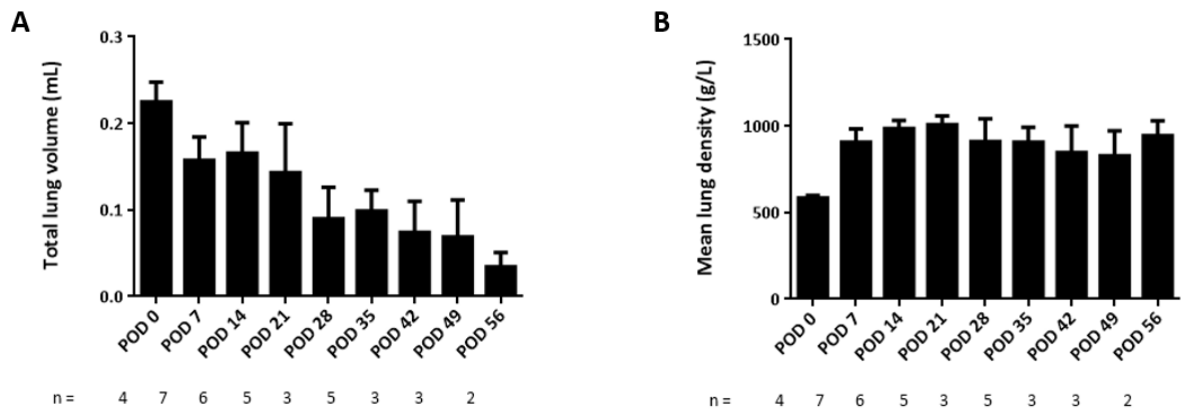 A
Total lung volume (mL)
0.3
0.2
0.1
0.0
POD 0
POD 7
POD 14
POD 21
POD 28
POD 35
POD 42
POD 49
POD 56
n = 4 7 6 5 3 5 3 3 2
B
Mean lung density (g/L)
1500
1000
500
0
POD 0
POD 7
POD 14
POD 21
POD 28
POD 35
POD 42
POD 49
POD 56
n = 4 7 6 5 3 5 3 3 2